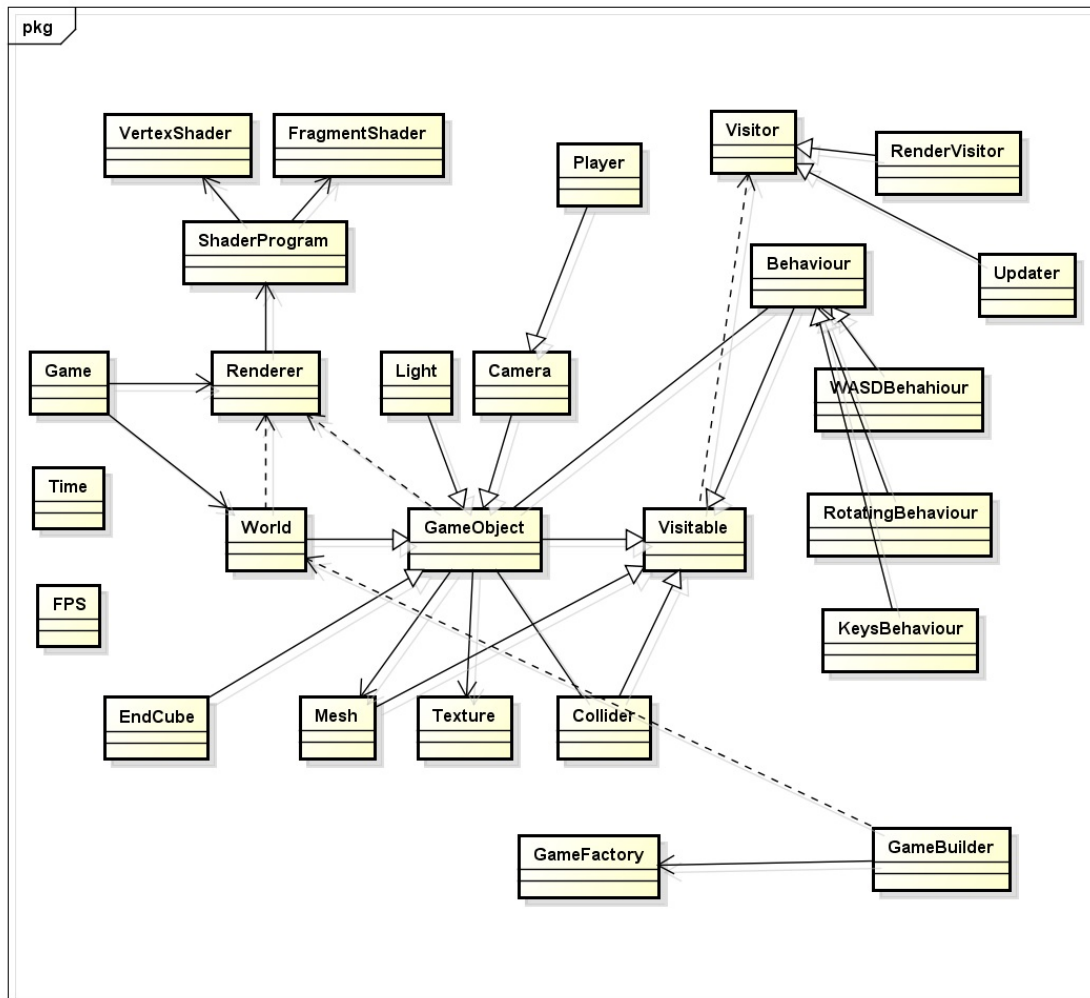 pkg
VertexShader
FragmentShader
Visitor
RenderVisitor
Player
ShaderProgram
Behaviour
Updater
Game
Renderer
Light
Camera
WASDBehahiour
Time
World
GameObject
Visitable
RotatingBehaviour
FPS
KeysBehaviour
EndCube
Mesh
Texture
Collider
GameFactory
GameBuilder